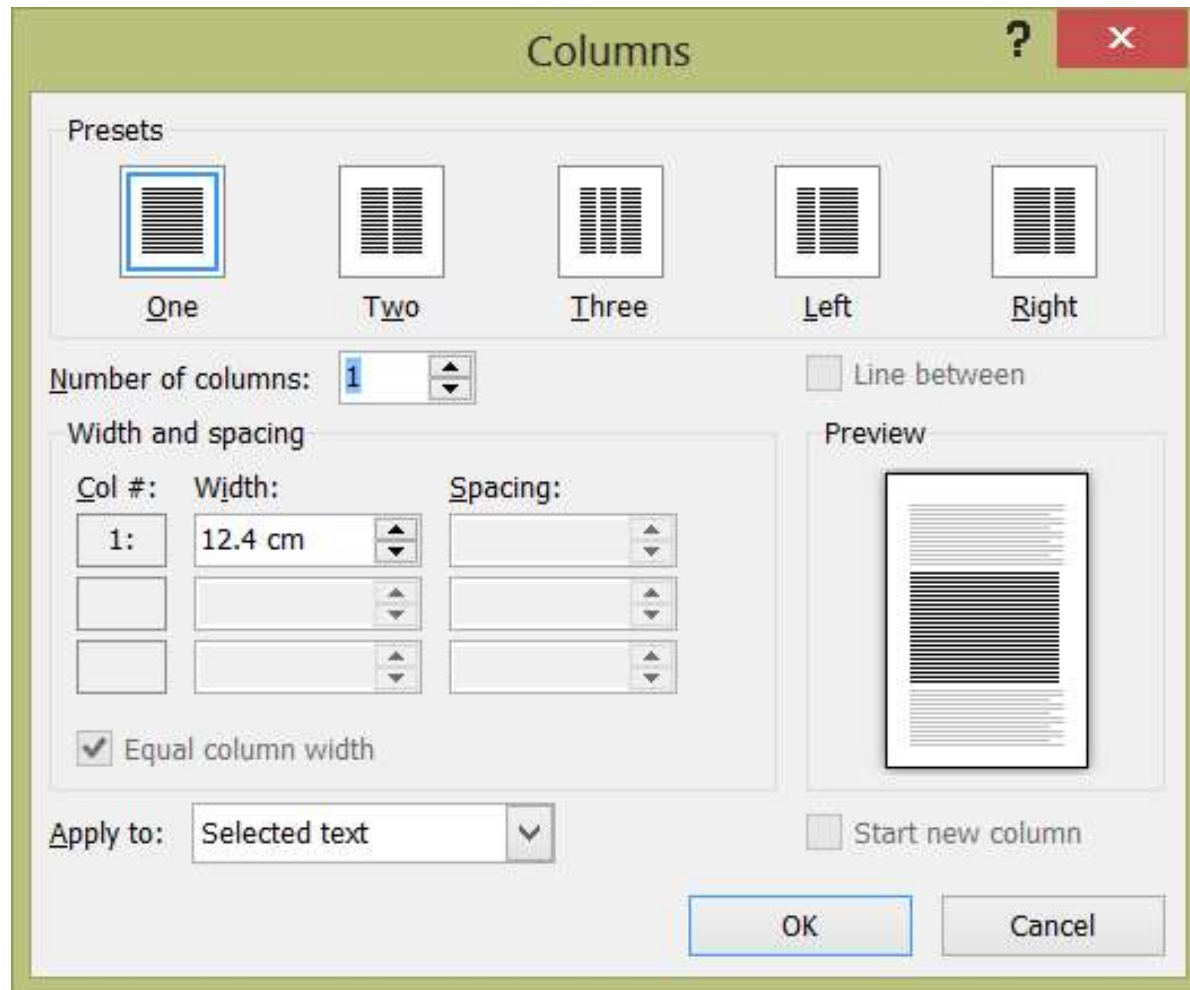 Columns ?
Presets
One Two Three Left Right
Number of columns: 1
Line between
Width and spacing
Preview
Col #: Width: Spacing:
1: 12.4 cm
Equal column width
Apply to: Selected text
Start new column
OK Cancel